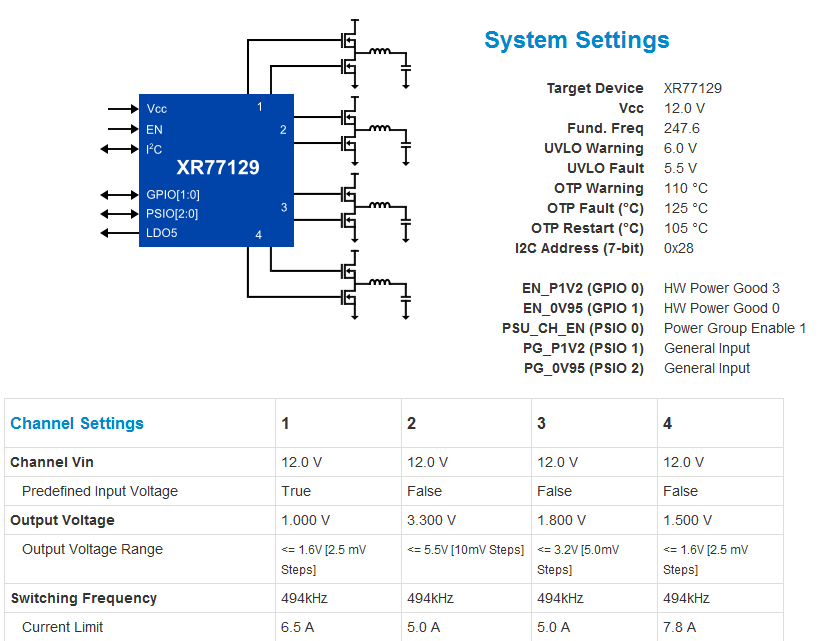 Vcc
EN
I²C
XR77129
GPIO[1:0]
PSIO[2:0]
LDO5
1
2
3
4
System Settings
Target Device XR77129
Vcc 12.0 V
Fund. Freq 247.6
UVLO Warning 6.0 V
UVLO Fault 5.5 V
OTP Warning 110 °C
OTP Fault (°C) 125 °C
OTP Restart (°C) 105 °C
I2C Address (7-bit) 0x28
EN_P1V2 (GPIO 0) HW Power Good 3
EN_0V95 (GPIO 1) HW Power Good 0
PSU_CH_EN (PSIO 0) Power Group Enable 1
PG_P1V2 (PSIO 1) General Input
PG_0V95 (PSIO 2) General Input
Channel Settings 1 2 3 4
Channel Vin 12.0 V 12.0 V 12.0 V 12.0 V
Predefined Input Voltage True False False False
Output Voltage 1.000 V 3.300 V 1.800 V 1.500 V
Output Voltage Range <= 1.6V [2.5 mV <= 5.5V [10mV Steps] <= 3.2V [5.0mV <= 1.6V [2.5 mV
Steps] Steps] Steps]
Switching Frequency 494kHz 494kHz 494kHz 494kHz
Current Limit 6.5 A 5.0 A 5.0 A 7.8 A